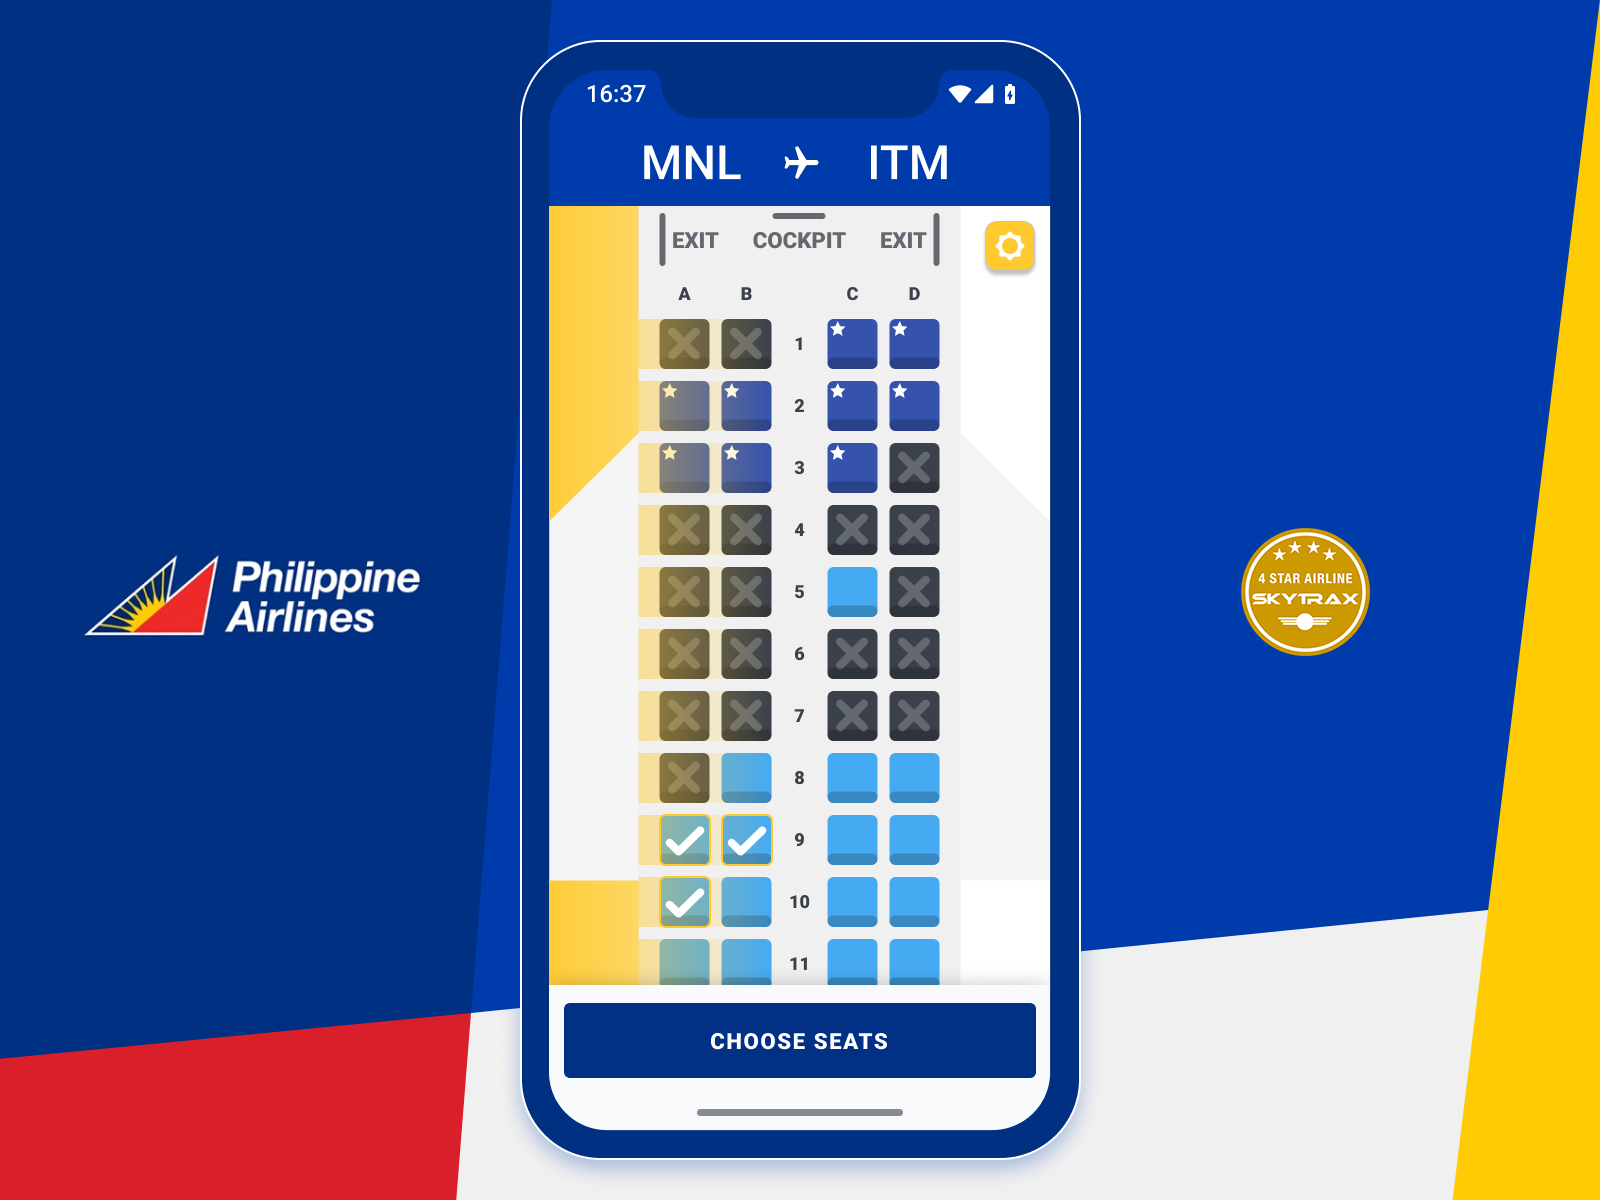 16:37
MNL ITM
EXIT COCKPIT EXIT
A B C D
1
2
3
4
5
6
7
8
9
10
11
CHOOSE SEATS
Philippine
Airlines
4 STAR AIRLINE
SKYTRAX